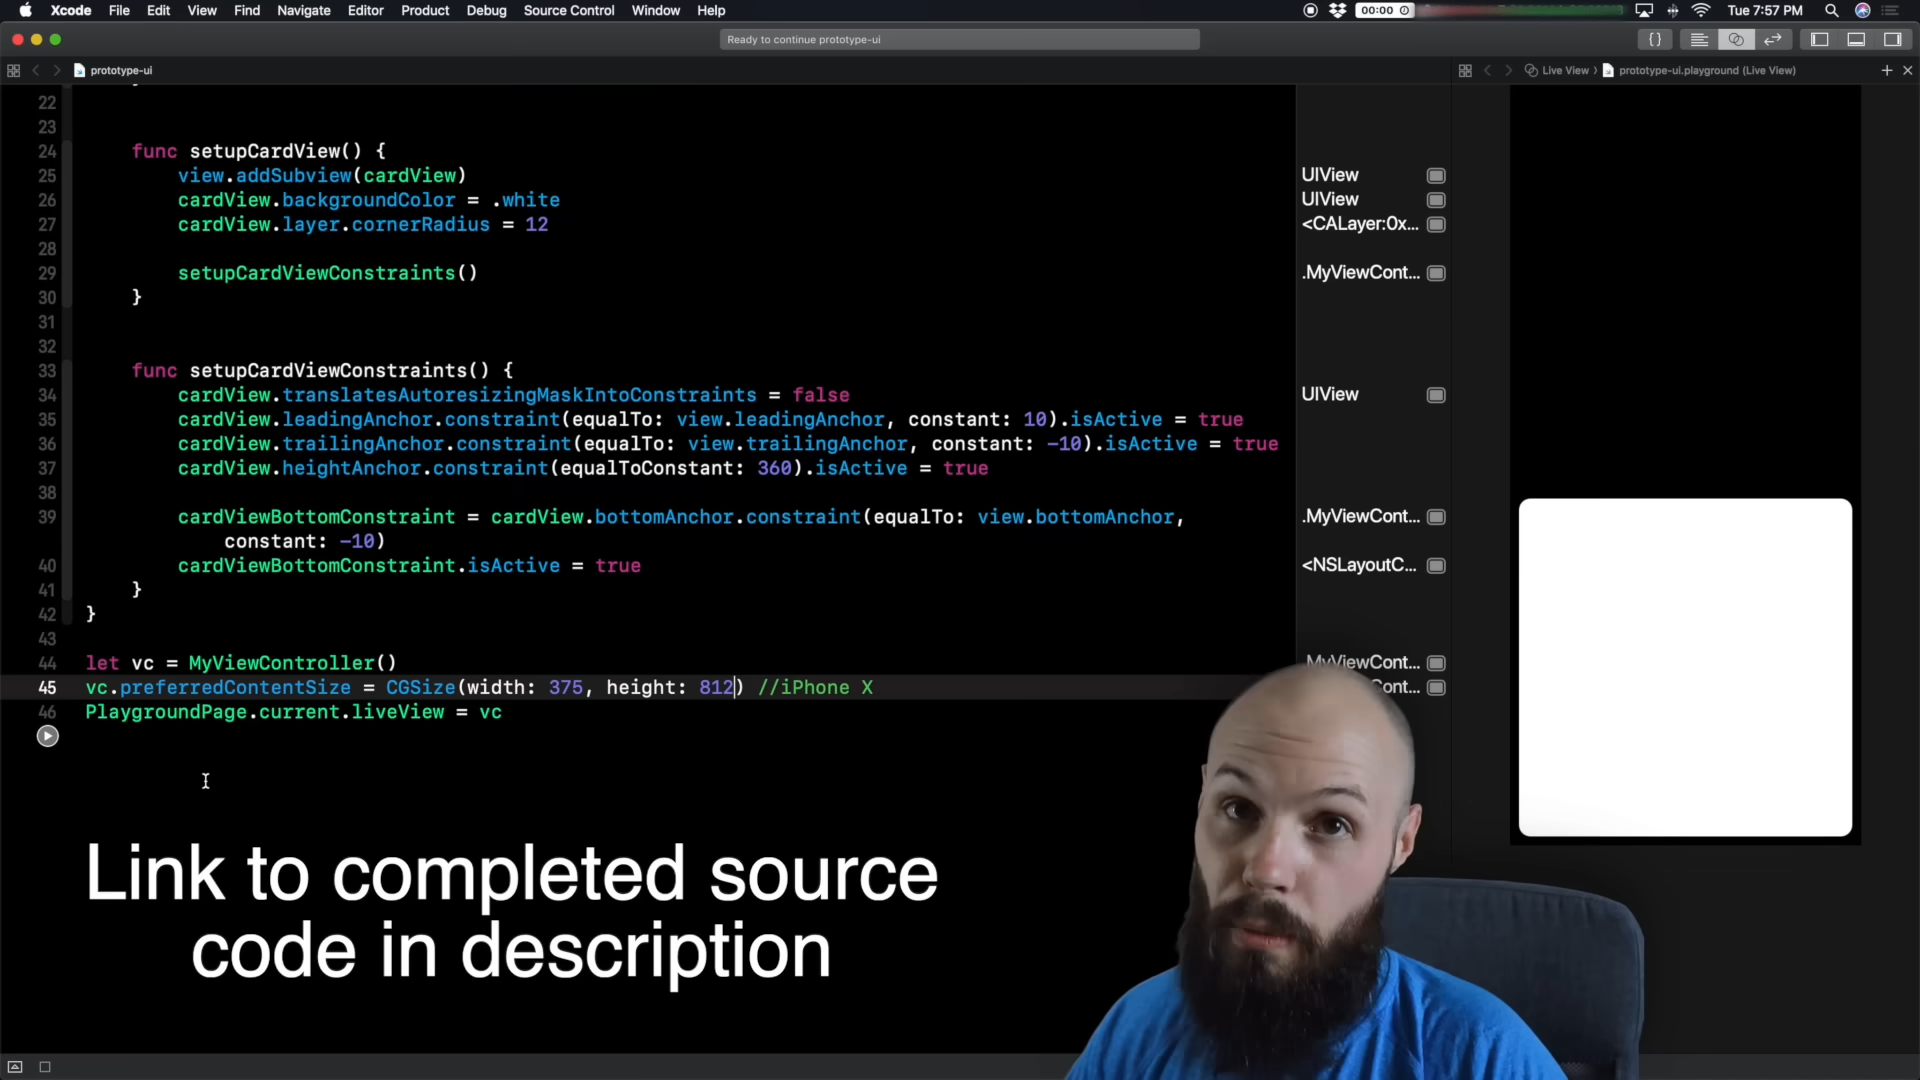 Xcode File Edit View Find Navigate Editor Product Debug Source Control Window Help 00:00 Tue 7:57 PM
Ready to continue prototype-ui
{ }
prototype-ui
Live View prototype-ui.playground (Live View)
22
23
24 func setupCardView() {
25 view.addSubview(cardView) UIView
26 cardView.backgroundColor = .white UIView
27 cardView.layer.cornerRadius = 12 <CALayer:0x...
28
29 setupCardViewConstraints() .MyViewCont...
30 }
31
32
33 func setupCardViewConstraints() {
34 cardView.translatesAutoresizingMaskIntoConstraints = false UIView
35 cardView.leadingAnchor.constraint(equalTo: view.leadingAnchor, constant: 10).isActive = true
36 cardView.trailingAnchor.constraint(equalTo: view.trailingAnchor, constant: -10).isActive = true
37 cardView.heightAnchor.constraint(equalToConstant: 360).isActive = true
38
39 cardViewBottomConstraint = cardView.bottomAnchor.constraint(equalTo: view.bottomAnchor, .MyViewCont...
constant: -10)
40 cardViewBottomConstraint.isActive = true <NSLayoutC...
41 }
42 }
43
44 let vc = MyViewController() MyViewCont...
45 vc.preferredContentSize = CGSize(width: 375, height: 812) //iPhone X Cont...
46 PlaygroundPage.current.liveView = vc
Link to completed source
code in description